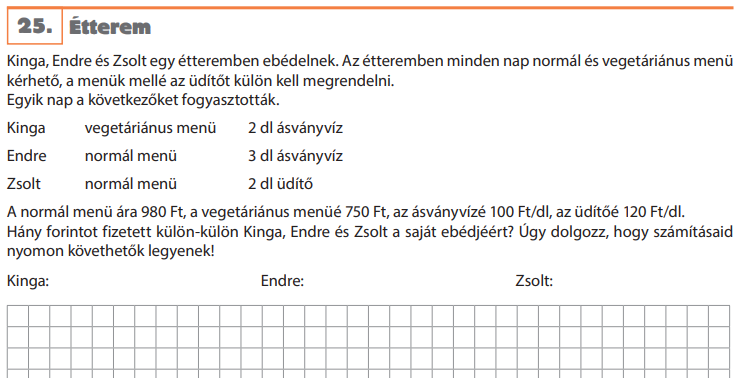 25. Étterem
Kinga, Endre és Zsolt egy étteremben ebédelnek. Az étteremben minden nap normál és vegetáriánus menü
kérhető, a menük mellé az üdítőt külön kell megrendelni.
Egyik nap a következőket fogyasztották.
Kinga vegetáriánus menü 2 dl ásványvíz
Endre normál menü 3 dl ásványvíz
Zsolt normál menü 2 dl üdítő
A normál menü ára 980 Ft, a vegetáriánus menüé 750 Ft, az ásványvízé 100 Ft/dl, az üdítőé 120 Ft/dl.
Hány forintot fizetett külön-külön Kinga, Endre és Zsolt a saját ebédjéért? Úgy dolgozz, hogy számításaid
nyomon követhetők legyenek!
Kinga: Endre: Zsolt: